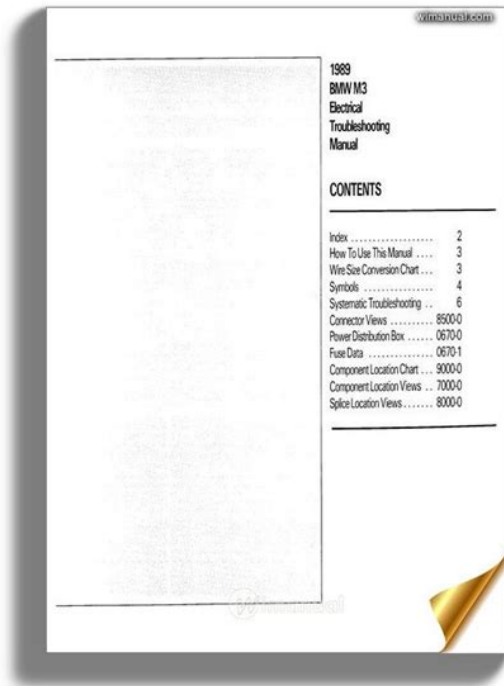 wimanual.com
1989
BMW M3
Electrical
Troubleshooting
Manual
CONTENTS
Index .................. 2
How To Use This Manual .... 3
Wire Size Conversion Chart ... 3
Symbols ................ 4
Systematic Troubleshooting .. 6
Connector Views .......... 8500-0
Power Distribution Box ...... 0670-0
Fuse Data .............. 0670-1
Component Location Chart ... 9000-0
Component Location Views .. 7000-0
Splice Location Views ....... 8000-0